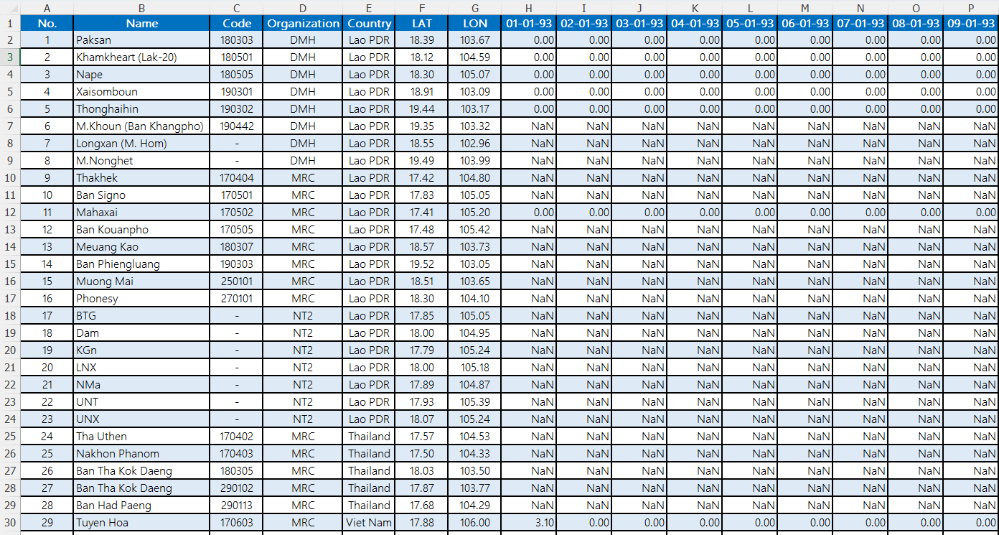 A B C D E F G H I J K L M N O P
1 No. Name Code Organization Country LAT LON 01-01-93 02-01-93 03-01-93 04-01-93 05-01-93 06-01-93 07-01-93 08-01-93 09-01-93
2 1 Paksan 180303 DMH Lao PDR 18.39 103.67 0.00 0.00 0.00 0.00 0.00 0.00 0.00 0.00 0.00
3 2 Khamkheart (Lak-20) 180501 DMH Lao PDR 18.12 104.59 0.00 0.00 0.00 0.00 0.00 0.00 0.00 0.00 0.00
4 3 Nape 180505 DMH Lao PDR 18.30 105.07 0.00 0.00 0.00 0.00 0.00 0.00 0.00 0.00 0.00
5 4 Xaisomboun 190301 DMH Lao PDR 18.91 103.09 0.00 0.00 0.00 0.00 0.00 0.00 0.00 0.00 0.00
6 5 Thonghaihin 190302 DMH Lao PDR 19.44 103.17 0.00 0.00 0.00 0.00 0.00 0.00 0.00 0.00 0.00
7 6 M.Khoun (Ban Khangpho) 190442 DMH Lao PDR 19.35 103.32 NaN NaN NaN NaN NaN NaN NaN NaN NaN
8 7 Longxan (M. Hom) - DMH Lao PDR 18.55 102.96 NaN NaN NaN NaN NaN NaN NaN NaN NaN
9 8 M.Nonghet - DMH Lao PDR 19.49 103.99 NaN NaN NaN NaN NaN NaN NaN NaN NaN
10 9 Thakhek 170404 MRC Lao PDR 17.42 104.80 NaN NaN NaN NaN NaN NaN NaN NaN NaN
11 10 Ban Signo 170501 MRC Lao PDR 17.83 105.05 NaN NaN NaN NaN NaN NaN NaN NaN NaN
12 11 Mahaxai 170502 MRC Lao PDR 17.41 105.20 0.00 0.00 0.00 0.00 0.00 0.00 0.00 0.00 0.00
13 12 Ban Kouanpho 170505 MRC Lao PDR 17.48 105.42 NaN NaN NaN NaN NaN NaN NaN NaN NaN
14 13 Meuang Kao 180307 MRC Lao PDR 18.57 103.73 NaN NaN NaN NaN NaN NaN NaN NaN NaN
15 14 Ban Phiengluang 190303 MRC Lao PDR 19.52 103.05 NaN NaN NaN NaN NaN NaN NaN NaN NaN
16 15 Muong Mai 250101 MRC Lao PDR 18.51 103.65 NaN NaN NaN NaN NaN NaN NaN NaN NaN
17 16 Phonesy 270101 MRC Lao PDR 18.30 104.10 NaN NaN NaN NaN NaN NaN NaN NaN NaN
18 17 BTG - NT2 Lao PDR 17.85 105.05 NaN NaN NaN NaN NaN NaN NaN NaN NaN
19 18 Dam - NT2 Lao PDR 18.00 104.95 NaN NaN NaN NaN NaN NaN NaN NaN NaN
20 19 KGn - NT2 Lao PDR 17.79 105.24 NaN NaN NaN NaN NaN NaN NaN NaN NaN
21 20 LNX - NT2 Lao PDR 18.00 105.18 NaN NaN NaN NaN NaN NaN NaN NaN NaN
22 21 NMa - NT2 Lao PDR 17.89 104.87 NaN NaN NaN NaN NaN NaN NaN NaN NaN
23 22 UNT - NT2 Lao PDR 17.93 105.39 NaN NaN NaN NaN NaN NaN NaN NaN NaN
24 23 UNX - NT2 Lao PDR 18.07 105.24 NaN NaN NaN NaN NaN NaN NaN NaN NaN
25 24 Tha Uthen 170402 MRC Thailand 17.57 104.53 NaN NaN NaN NaN NaN NaN NaN NaN NaN
26 25 Nakhon Phanom 170403 MRC Thailand 17.50 104.33 NaN NaN NaN NaN NaN NaN NaN NaN NaN
27 26 Ban Tha Kok Daeng 180305 MRC Thailand 18.03 103.50 NaN NaN NaN NaN NaN NaN NaN NaN NaN
28 27 Ban Tha Kok Daeng 290102 MRC Thailand 17.87 103.77 NaN NaN NaN NaN NaN NaN NaN NaN NaN
29 28 Ban Had Paeng 290113 MRC Thailand 17.68 104.29 NaN NaN NaN NaN NaN NaN NaN NaN NaN
30 29 Tuyen Hoa 170603 MRC Viet Nam 17.88 106.00 3.10 0.00 0.00 0.00 0.00 0.00 0.00 0.00 0.00